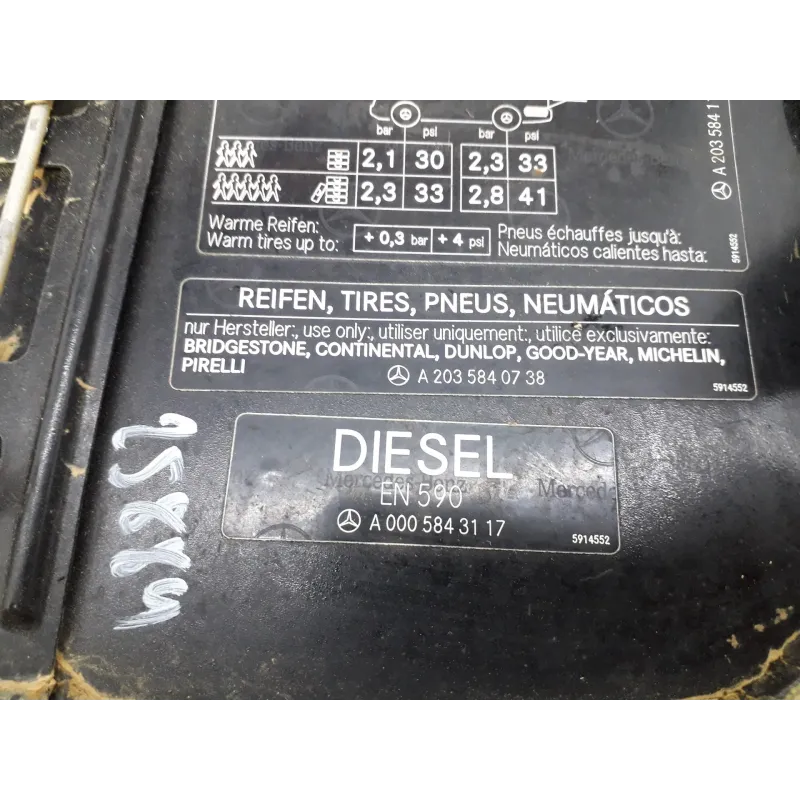 bar psi bar psi
2,1 30 2,3 33
2,3 33 2,8 41
Warme Reifen:
Warm tires up to:
+ 0,3 bar + 4 psi
Pneus échauffes jusqu'à:
Neumáticos calientes hasta:
A 203 584 1
5914552
REIFEN, TIRES, PNEUS, NEUMÁTICOS
nur Hersteller:, use only:, utiliser uniquement:, utilice exclusivamente:
BRIDGESTONE, CONTINENTAL, DUNLOP, GOOD-YEAR, MICHELIN,
PIRELLI
A 203 584 07 38
5914552
DIESEL
EN 590
A 000 584 31 17
5914552
Mercedes-Benz